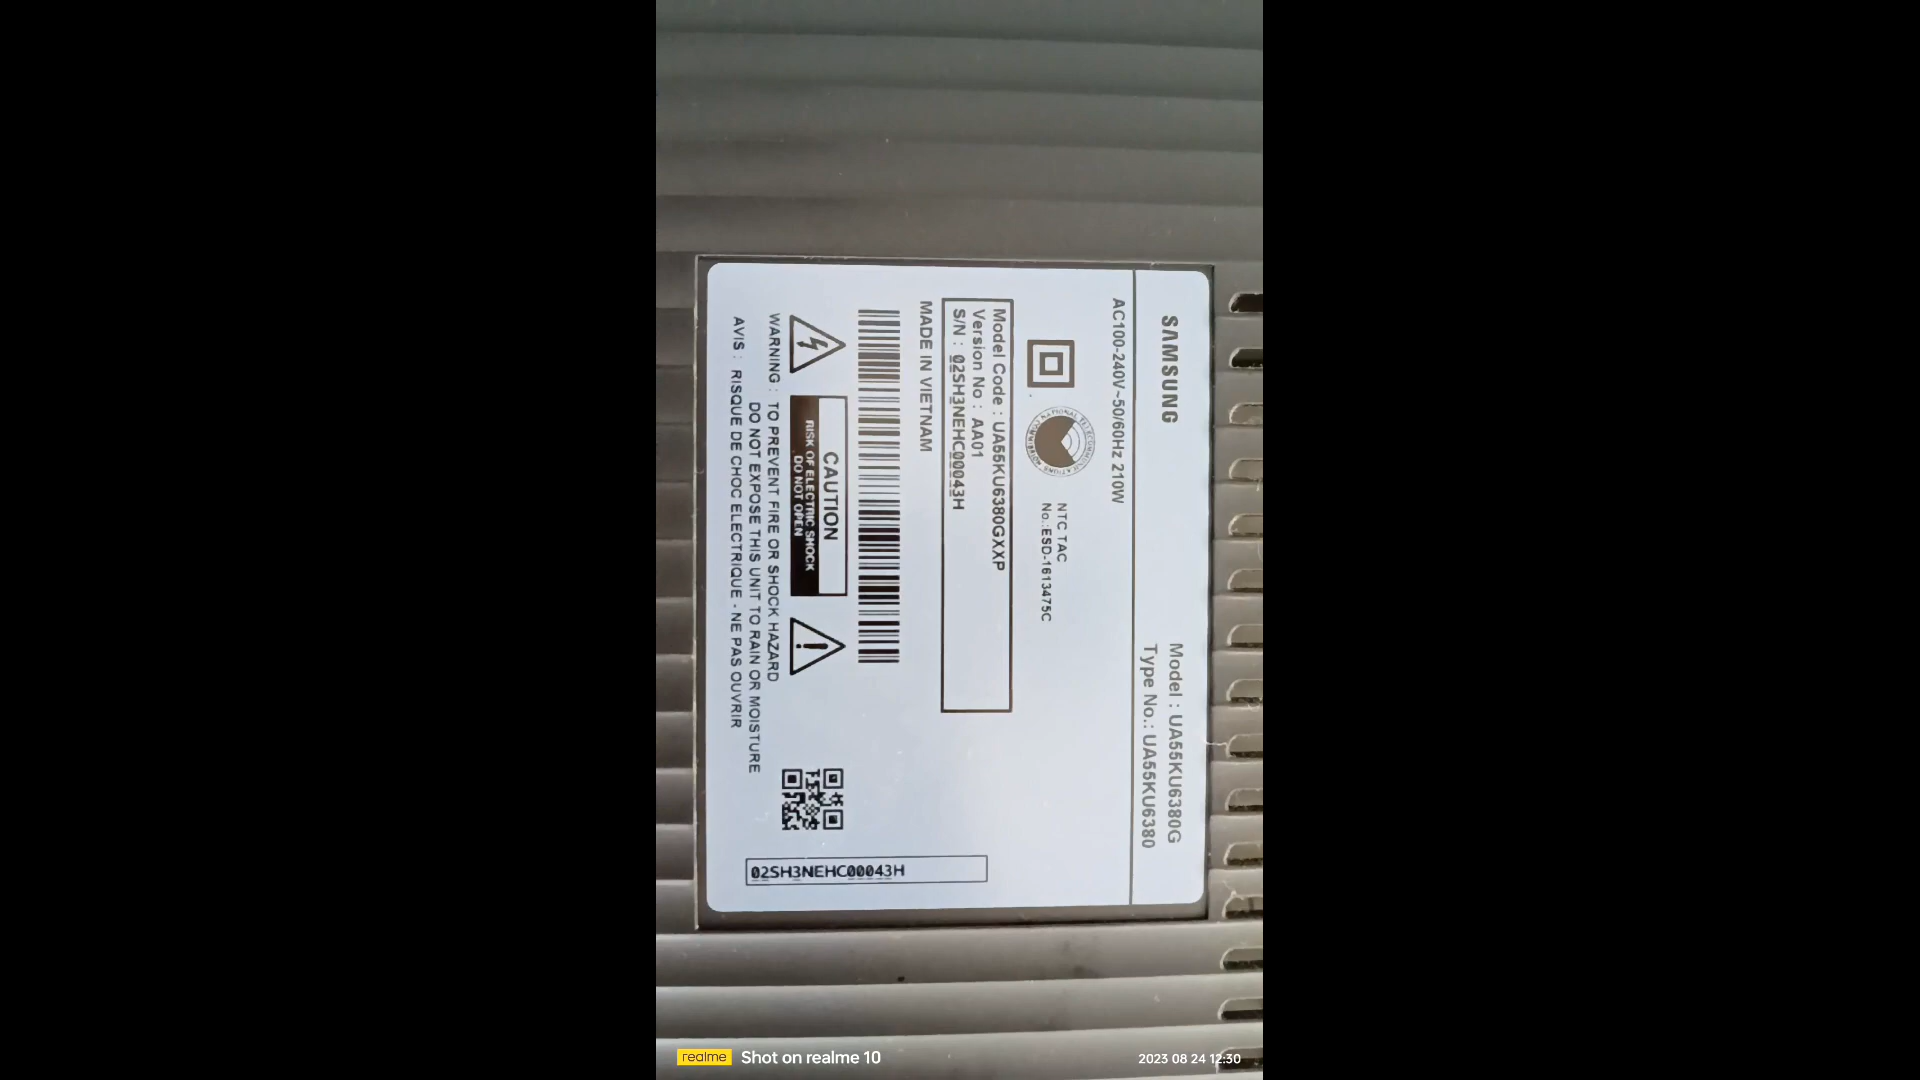 SAMSUNG
Model : UA55KU6380G
Type No.: UA55KU6380
AC100-240V~50/60Hz 210W
NATIONAL TELECOMMUNICATIONS COMMISSION
NTC TAC
No.:ESD-1613475C
Model Code : UA55KU6380GXXP
Version No : AA01
S/N : 02SH3NEHC00043H
MADE IN VIETNAM
CAUTION
RISK OF ELECTRIC SHOCK
DO NOT OPEN
WARNING : TO PREVENT FIRE OR SHOCK HAZARD
DO NOT EXPOSE THIS UNIT TO RAIN OR MOISTURE
AVIS : RISQUE DE CHOC ELECTRIQUE - NE PAS OUVRIR
02SH3NEHC00043H
realme Shot on realme 10
2023 08 24 12:30